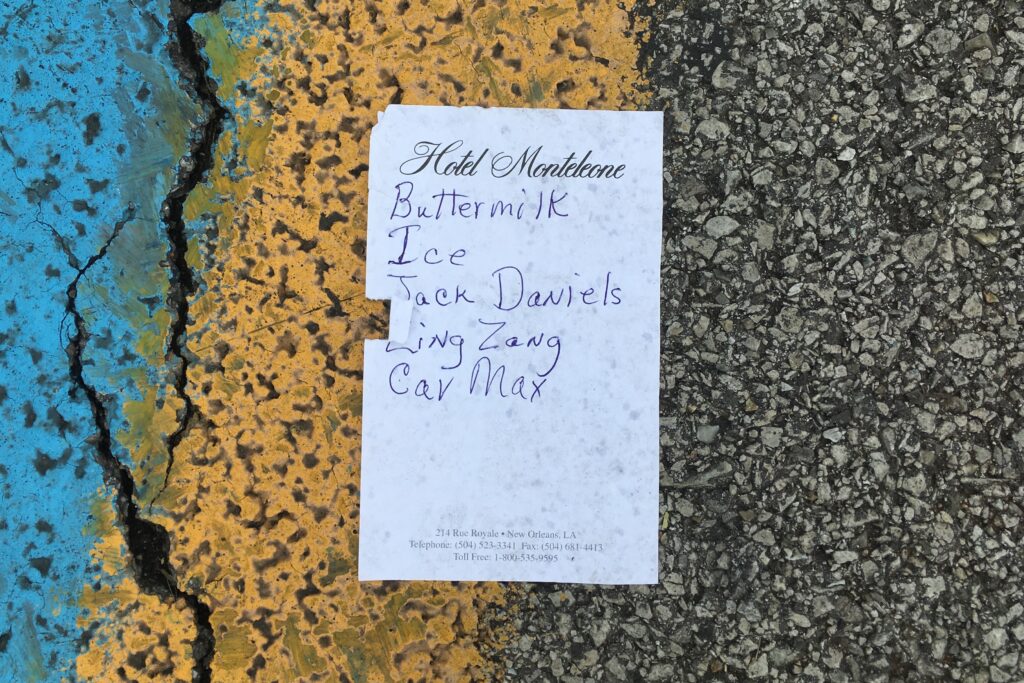 Hotel Monteleone
Buttermilk
Ice
Jack Daniels
Zing Zang
Car Max
214 Rue Royale • New Orleans, LA
Telephone: (504) 523-3341 Fax: (504) 681-4413
Toll Free: 1-800-535-9595